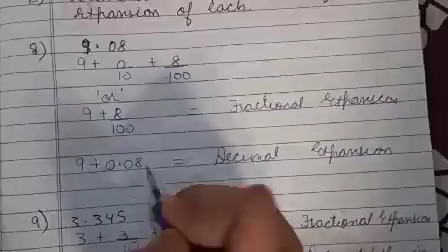 expansion of each.
8) 9.08
9 + 0/10 + 8/100
'or'
9 + 8/100 = Fractional Expansion
9 + 0.08 = Decimal Expansion
9) 3.345 Fractional Expansion
3 + 3/10 +